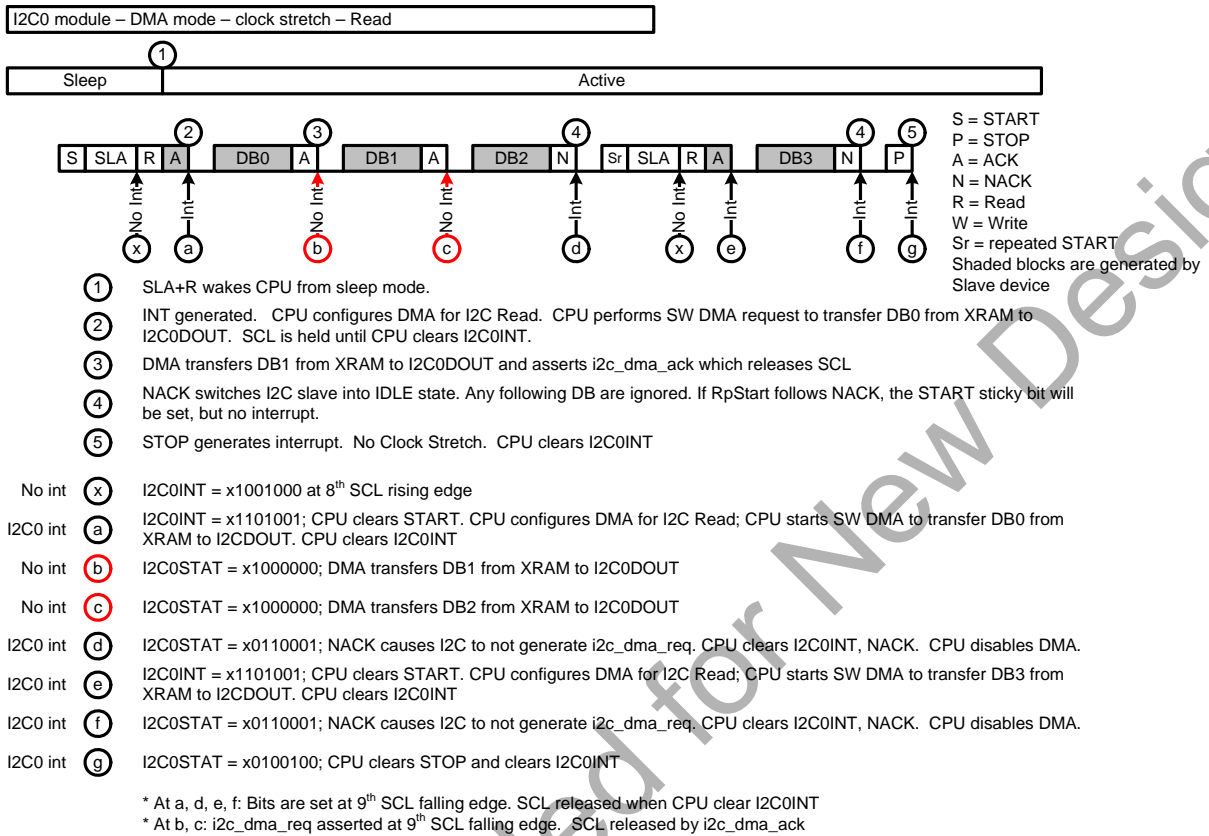 I2C0 module – DMA mode – clock stretch – Read
1
Sleep
Active
2
3
4
4
5
S SLA R A DB0 A DB1 A DB2 N Sr SLA R A DB3 N P
No Int
Int
No Int
No Int
Int
No Int
Int
Int
Int
x
a
b
c
d
x
e
f
g
S = START
P = STOP
A = ACK
N = NACK
R = Read
W = Write
Sr = repeated START
Shaded blocks are generated by
Slave device
1 SLA+R wakes CPU from sleep mode.
2 INT generated. CPU configures DMA for I2C Read. CPU performs SW DMA request to transfer DB0 from XRAM to
I2C0DOUT. SCL is held until CPU clears I2C0INT.
3 DMA transfers DB1 from XRAM to I2C0DOUT and asserts i2c_dma_ack which releases SCL
4 NACK switches I2C slave into IDLE state. Any following DB are ignored. If RpStart follows NACK, the START sticky bit will
be set, but no interrupt.
5 STOP generates interrupt. No Clock Stretch. CPU clears I2C0INT
No int x I2C0INT = x1001000 at 8th SCL rising edge
I2C0 int a I2C0INT = x1101001; CPU clears START. CPU configures DMA for I2C Read; CPU starts SW DMA to transfer DB0 from
XRAM to I2CDOUT. CPU clears I2C0INT
No int b I2C0STAT = x1000000; DMA transfers DB1 from XRAM to I2C0DOUT
No int c I2C0STAT = x1000000; DMA transfers DB2 from XRAM to I2C0DOUT
I2C0 int d I2C0STAT = x0110001; NACK causes I2C to not generate i2c_dma_req. CPU clears I2C0INT, NACK. CPU disables DMA.
I2C0 int e I2C0INT = x1101001; CPU clears START. CPU configures DMA for I2C Read; CPU starts SW DMA to transfer DB3 from
XRAM to I2CDOUT. CPU clears I2C0INT
I2C0 int f I2C0STAT = x0110001; NACK causes I2C to not generate i2c_dma_req. CPU clears I2C0INT, NACK. CPU disables DMA.
I2C0 int g I2C0STAT = x0100100; CPU clears STOP and clears I2C0INT
* At a, d, e, f: Bits are set at 9th SCL falling edge. SCL released when CPU clear I2C0INT
* At b, c: i2c_dma_req asserted at 9th SCL falling edge. SCL released by i2c_dma_ack
ed for New Desig